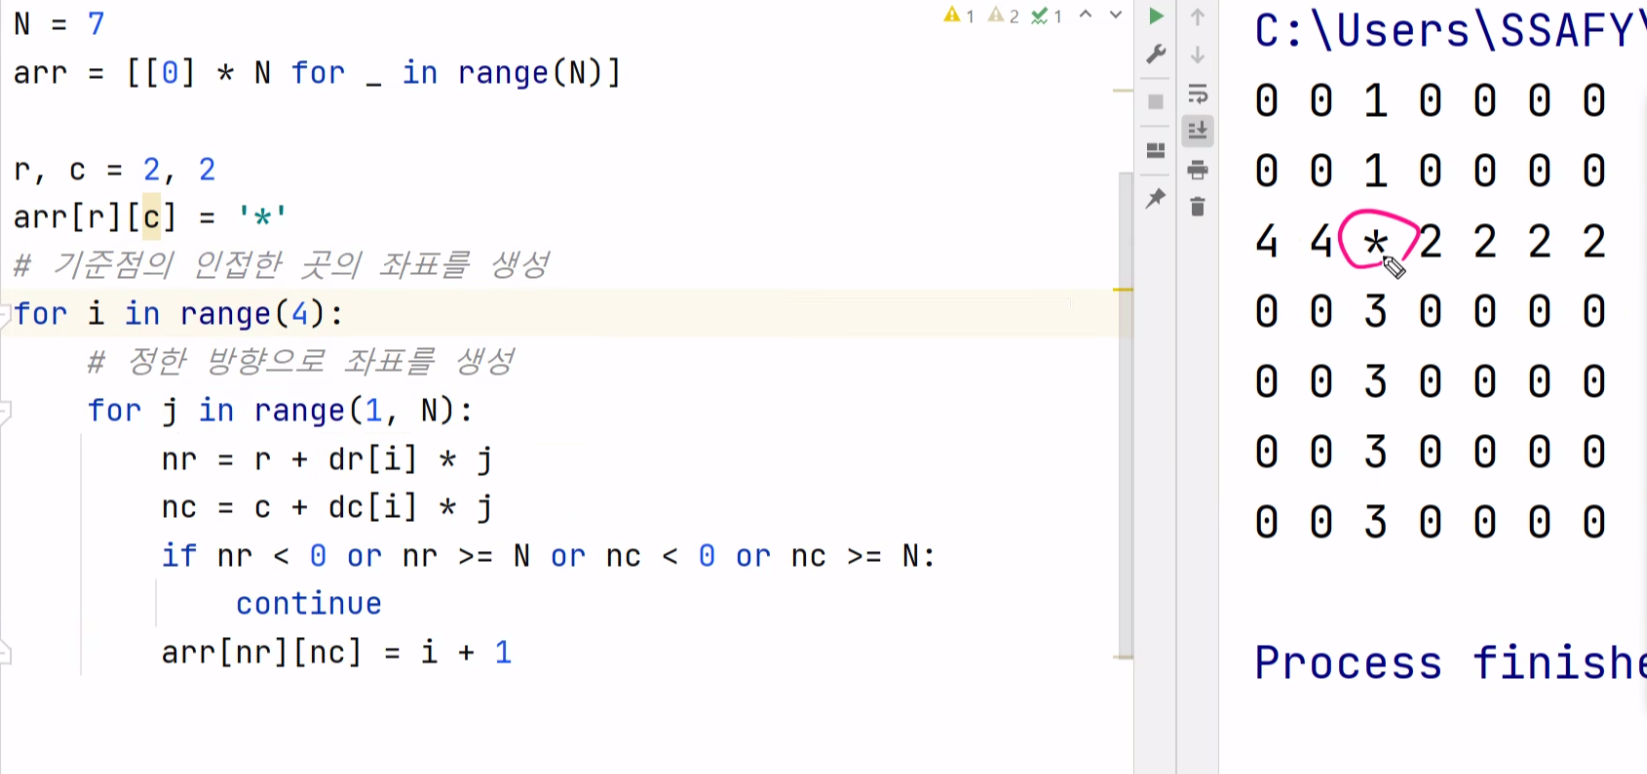 N = 7
arr = [[0] * N for _ in range(N)]
r, c = 2, 2
arr[r][c] = '*'
# 기준점의 인접한 곳의 좌표를 생성
for i in range(4):
# 정한 방향으로 좌표를 생성
for j in range(1, N):
nr = r + dr[i] * j
nc = c + dc[i] * j
if nr < 0 or nr >= N or nc < 0 or nc >= N:
continue
arr[nr][nc] = i + 1
1 2 1
C:\Users\SSAFY\
0 0 1 0 0 0 0
0 0 1 0 0 0 0
4 4 * 2 2 2 2
0 0 3 0 0 0 0
0 0 3 0 0 0 0
0 0 3 0 0 0 0
0 0 3 0 0 0 0
Process finishe